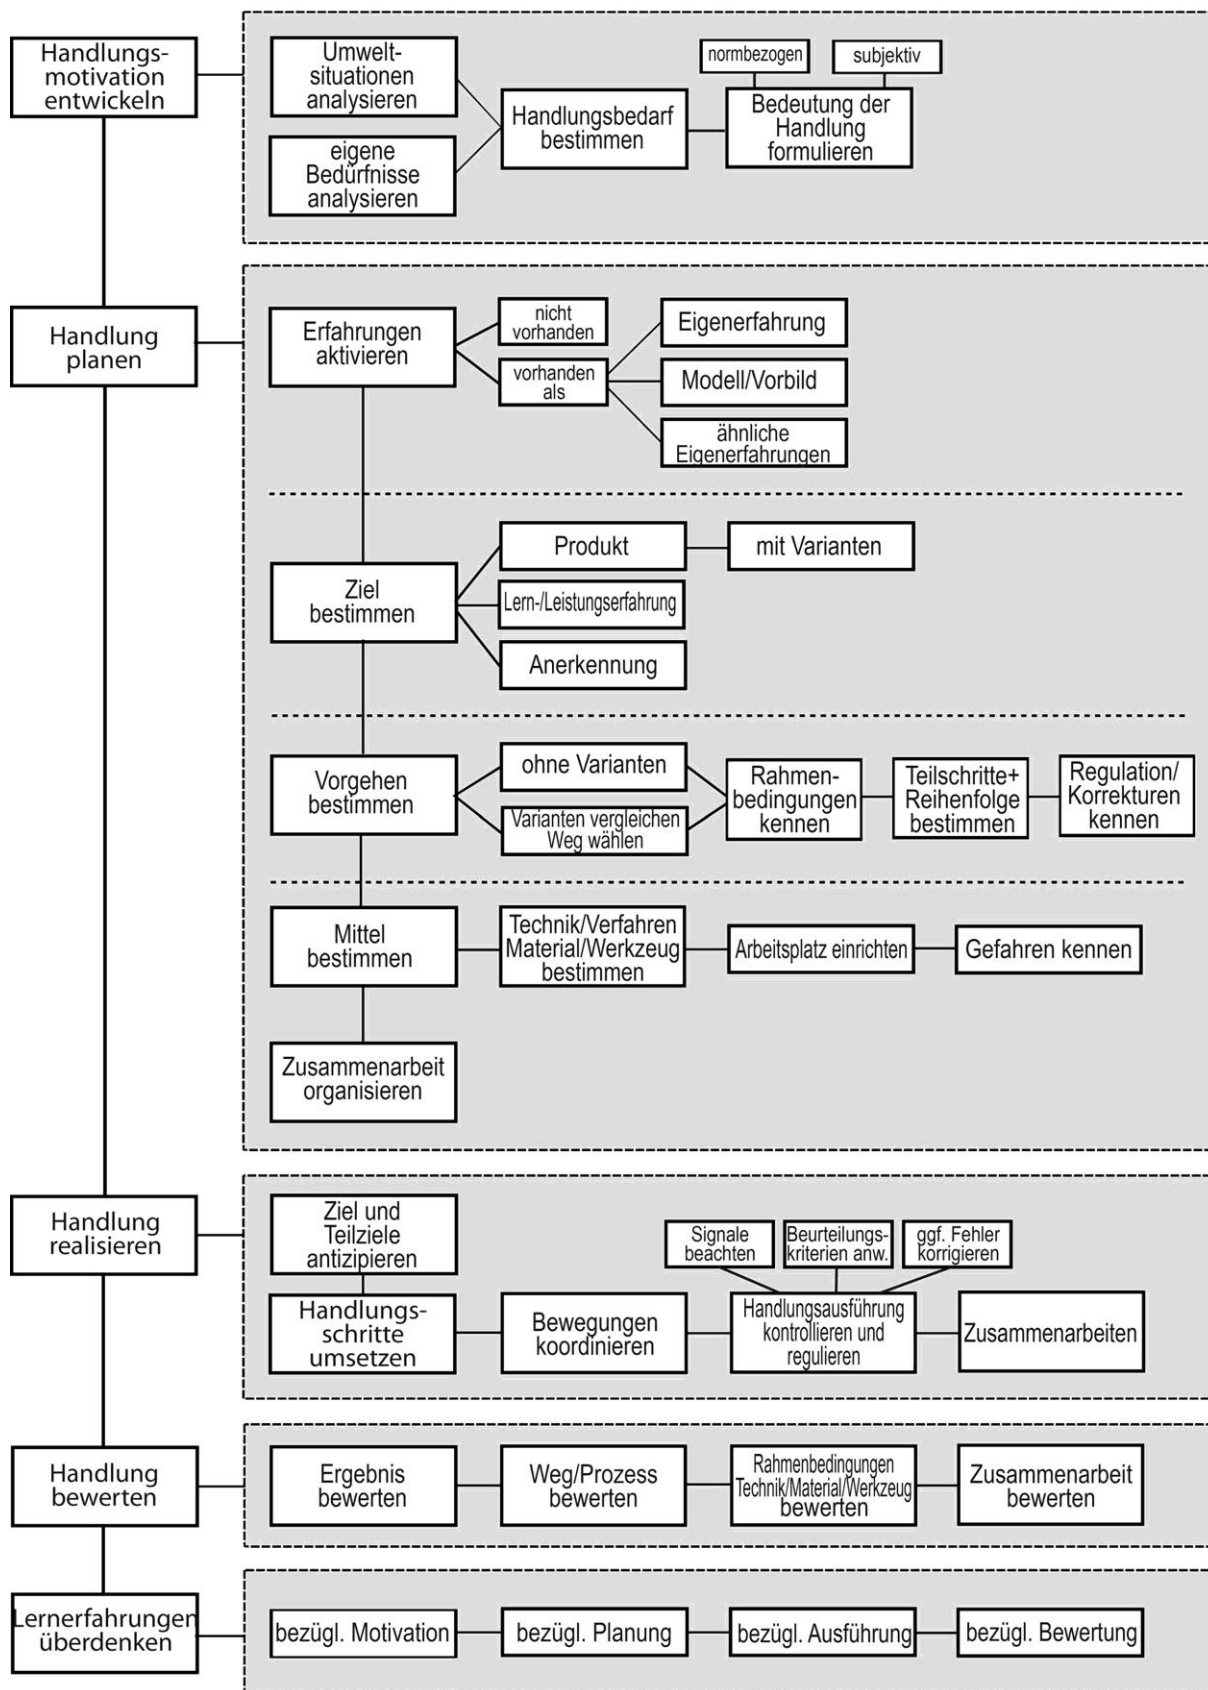 Handlungs-
motivation
entwickeln
Umwelt-
situationen
analysieren
eigene
Bedürfnisse
analysieren
Handlungsbedarf
bestimmen
normbezogen
subjektiv
Bedeutung der
Handlung
formulieren
Handlung
planen
Erfahrungen
aktivieren
nicht
vorhanden
vorhanden
als
Eigenerfahrung
Modell/Vorbild
ähnliche
Eigenerfahrungen
Ziel
bestimmen
Produkt
mit Varianten
Lern-/Leistungserfahrung
Anerkennung
Vorgehen
bestimmen
ohne Varianten
Varianten vergleichen
Weg wählen
Rahmen-
bedingungen
kennen
Teilschritte+
Reihenfolge
bestimmen
Regulation/
Korrekturen
kennen
Mittel
bestimmen
Technik/Verfahren
Material/Werkzeug
bestimmen
Arbeitsplatz einrichten
Gefahren kennen
Zusammenarbeit
organisieren
Handlung
realisieren
Ziel und
Teilziele
antizipieren
Handlungs-
schritte
umsetzen
Bewegungen
koordinieren
Signale
beachten
Beurteilungs-
kriterien anw.
ggf. Fehler
korrigieren
Handlungsausführung
kontrollieren und
regulieren
Zusammenarbeiten
Handlung
bewerten
Ergebnis
bewerten
Weg/Prozess
bewerten
Rahmenbedingungen
Technik/Material/Werkzeug
bewerten
Zusammenarbeit
bewerten
Lernerfahrungen
überdenken
bezügl. Motivation
bezügl. Planung
bezügl. Ausführung
bezügl. Bewertung